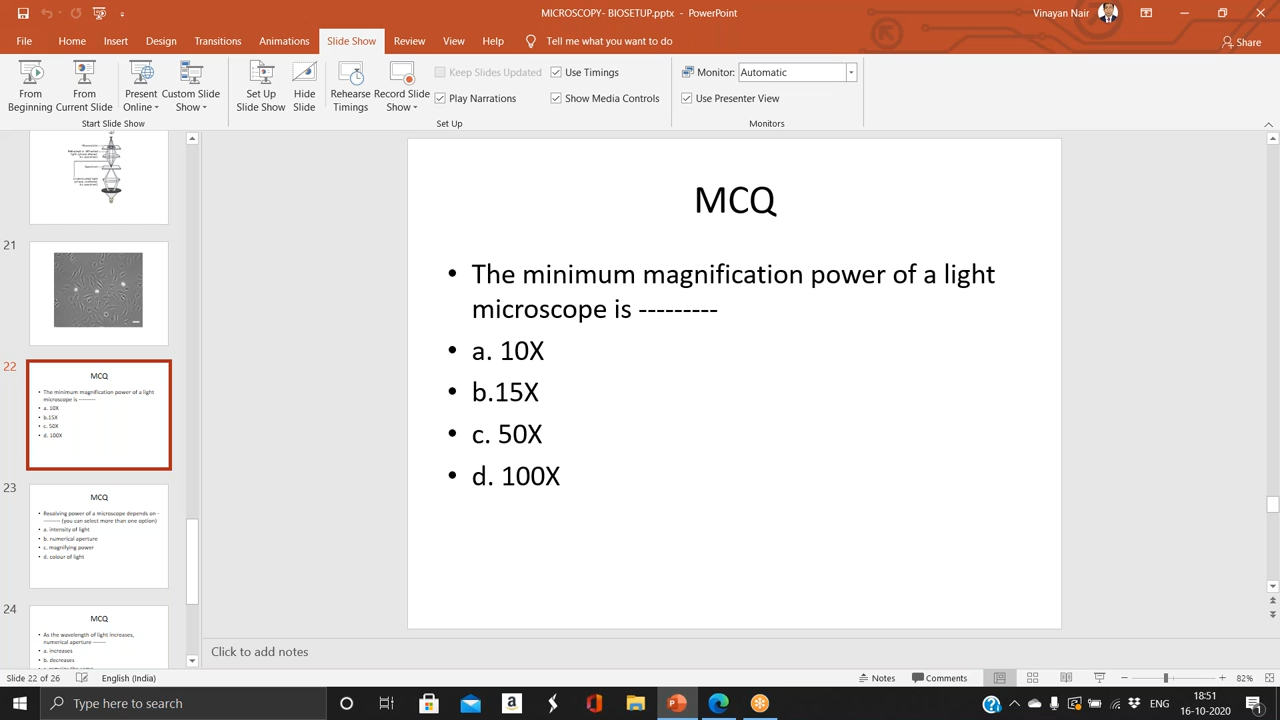 MICROSCOPY- BIOSETUP.pptx - PowerPoint
Vinayan Nair
File Home Insert Design Transitions Animations Slide Show Review View Help Tell me what you want to do
Share
From Beginning
From Current Slide
Present Online
Custom Slide Show
Set Up Slide Show
Hide Slide
Rehearse Timings
Record Slide Show
Keep Slides Updated
Play Narrations
Use Timings
Show Media Controls
Monitor: Automatic
Use Presenter View
Start Slide Show
Set Up
Monitors
21
22
MCQ
• The minimum magnification power of a light
microscope is ---------
• a. 10X
• b.15X
• c. 50X
• d. 100X
23
MCQ
• Resolving power of a microscope depends on -
--------- (you can select more than one option)
• a. intensity of light
• b. numerical aperture
• c. magnifying power
• d. colour of light
24
MCQ
• As the wavelength of light increases,
numerical aperture ------
• a. increases
• b. decreases
MCQ
• The minimum magnification power of a light
microscope is ---------
• a. 10X
• b.15X
• c. 50X
• d. 100X
Click to add notes
Slide 22 of 26 English (India)
Notes Comments 82%
Type here to search
ENG
18:51
16-10-2020